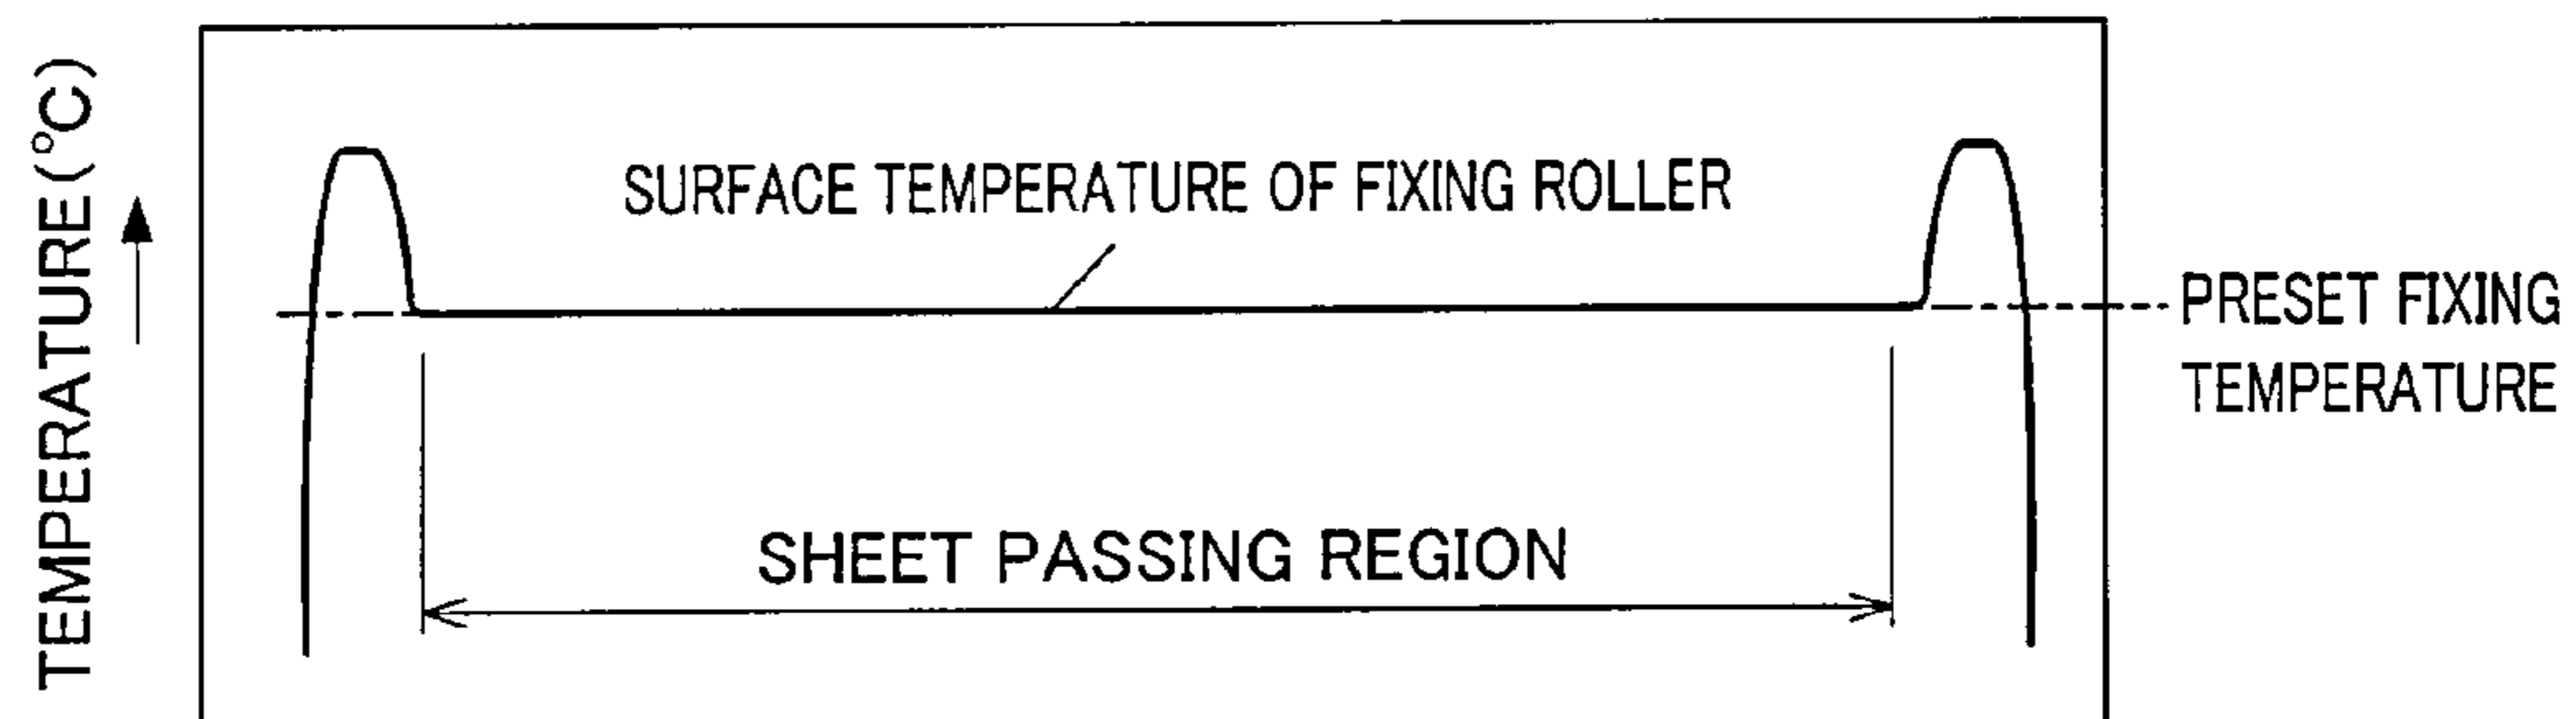 TEMPERATURE (°C)
SURFACE TEMPERATURE OF FIXING ROLLER
PRESET FIXING
TEMPERATURE
SHEET PASSING REGION